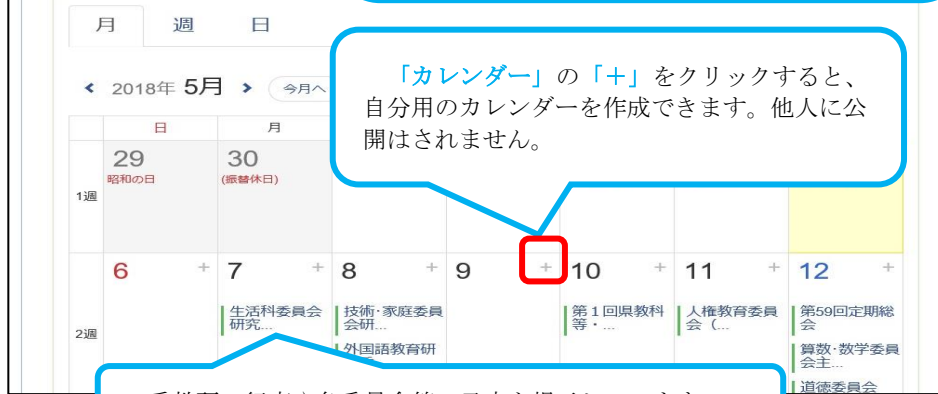 月 週 日
「カレンダー」の「＋」をクリックすると、
自分用のカレンダーを作成できます。他人に公
開はされません。
2018年 5月 今月へ
日 月
29 30
昭和の日 (振替休日)
1週
6 + 7 + 8 + 9 + 10 + 11 + 12 +
生活科委員会 技術・家庭委員 第１回県教科 人権教育委員 第59回定期総
研究... 会研... 等・... 会（... 会
2週
外国語教育研 算数・数学委員
会主...
道徳委員会